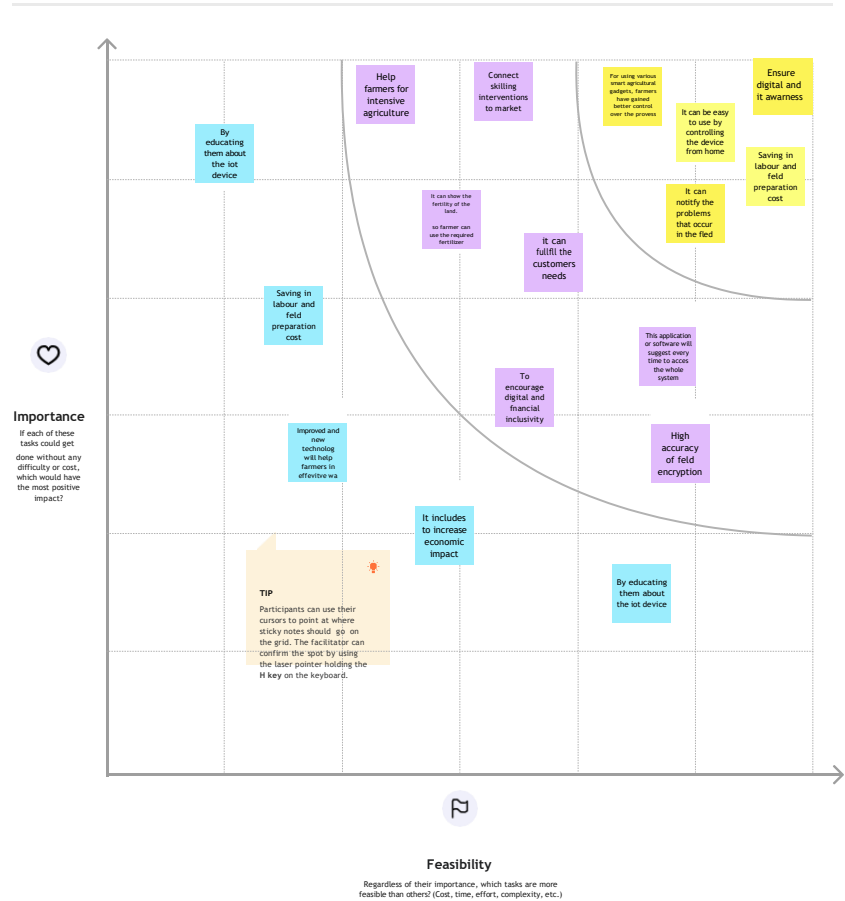 Help
farmers for
intensive
agriculture
Connect
skilling
interventions
to market
For using various
smart agricultural
gadgets, farmers
have gained
better control
over the provess
Ensure
digital and
it awarness
It can be easy
to use by
controlling
the device
from home
By
educating
them about
the iot
device
Saving in
labour and
feld
preparation
cost
It can
notify the
problems
that occur
in the fled
It can show the
fertility of the
land.
so farmer can
use the required
fertilizer
it can
fullfil the
customers
needs
Saving in
labour and
feld
preparation
cost
This application
or software will
suggest every
time to acces
the whole
system
To
encourage
digital and
fnancial
inclusivity
Importance
If each of these
tasks could get
done without any
difficulty or cost,
which would have
the most positive
impact?
Improved and
new
technolog
will help
farmers in
effevitre wa
High
accuracy
of feld
encryption
It includes
to increase
economic
impact
By educating
them about
the iot device
TIP
Participants can use their
cursors to point at where
sticky notes should go on
the grid. The facilitator can
confirm the spot by using
the laser pointer holding the
H key on the keyboard.
Feasibility
Regardless of their importance, which tasks are more
feasible than others? (Cost, time, effort, complexity, etc.)